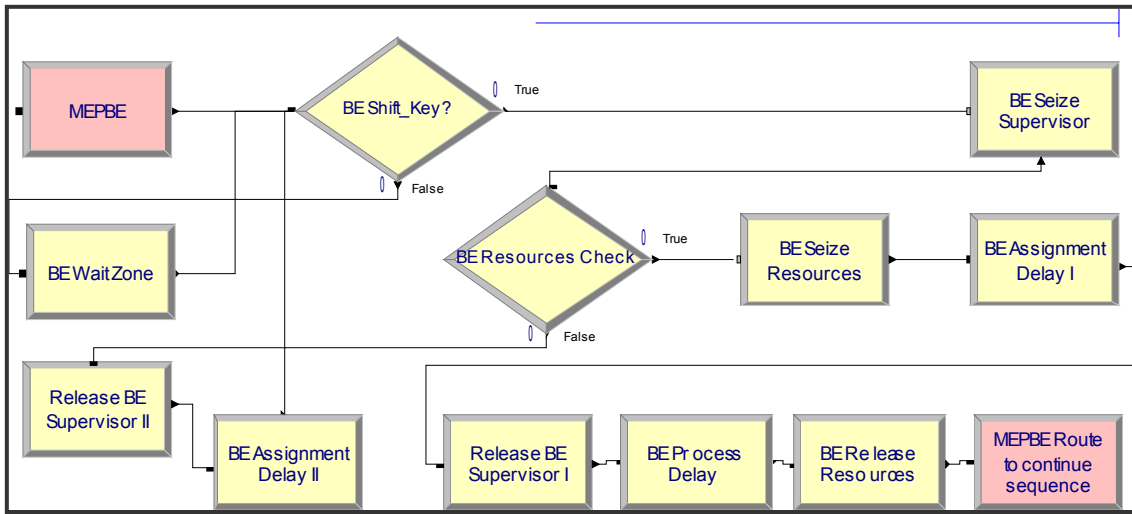 MEPBE
BE Shift_Key?
0
True
0
False
BE Seize
Supervisor
BE Wait Zone
BE Resources Check
0
True
0
False
BE Seize
Resources
BE Assignment
Delay I
Release BE
Supervisor II
BE Assignment
Delay II
Release BE
Supervisor I
BE Process
Delay
BE Release
Resources
MEPBE Route
to continue
sequence